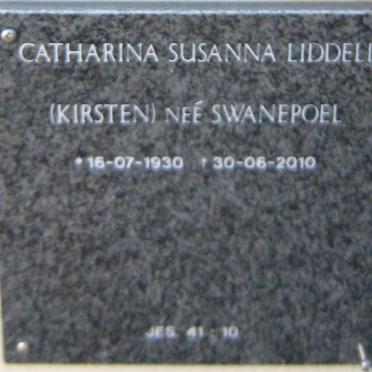 CATHARINA SUSANNA LIDDELL
(KIRSTEN) NEÉ SWANEPOEL
* 16-07-1930 † 30-06-2010
JES. 41 : 10